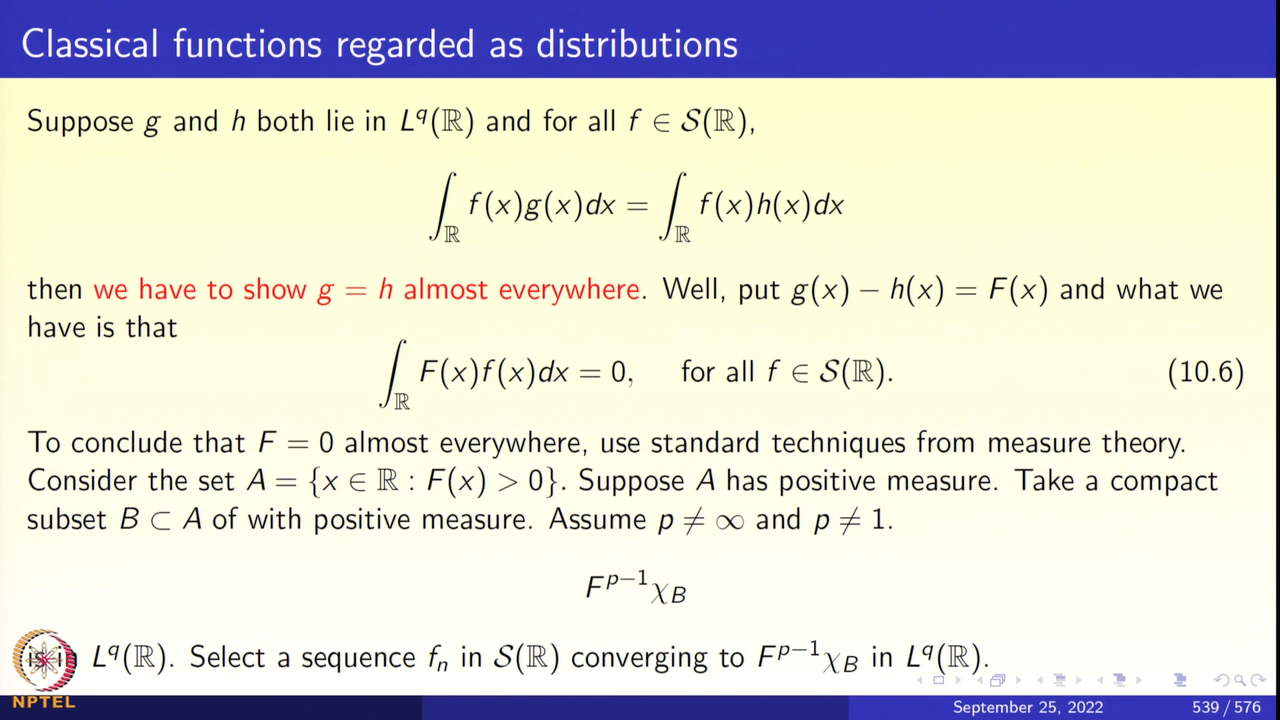 Classical functions regarded as distributions
Suppose g and h both lie in L^q(ℝ) and for all f ∈ 𝒮(ℝ),
∫_ℝ f(x)g(x)dx = ∫_ℝ f(x)h(x)dx
then we have to show g = h almost everywhere. Well, put g(x) − h(x) = F(x) and what we
have is that
∫_ℝ F(x)f(x)dx = 0, for all f ∈ 𝒮(ℝ). (10.6)
To conclude that F = 0 almost everywhere, use standard techniques from measure theory.
Consider the set A = {x ∈ ℝ : F(x) > 0}. Suppose A has positive measure. Take a compact
subset B ⊂ A of with positive measure. Assume p ≠ ∞ and p ≠ 1.
F^{p−1}χ_B
is in L^q(ℝ). Select a sequence f_n in 𝒮(ℝ) converging to F^{p−1}χ_B in L^q(ℝ).
NPTEL
September 25, 2022 539 / 576